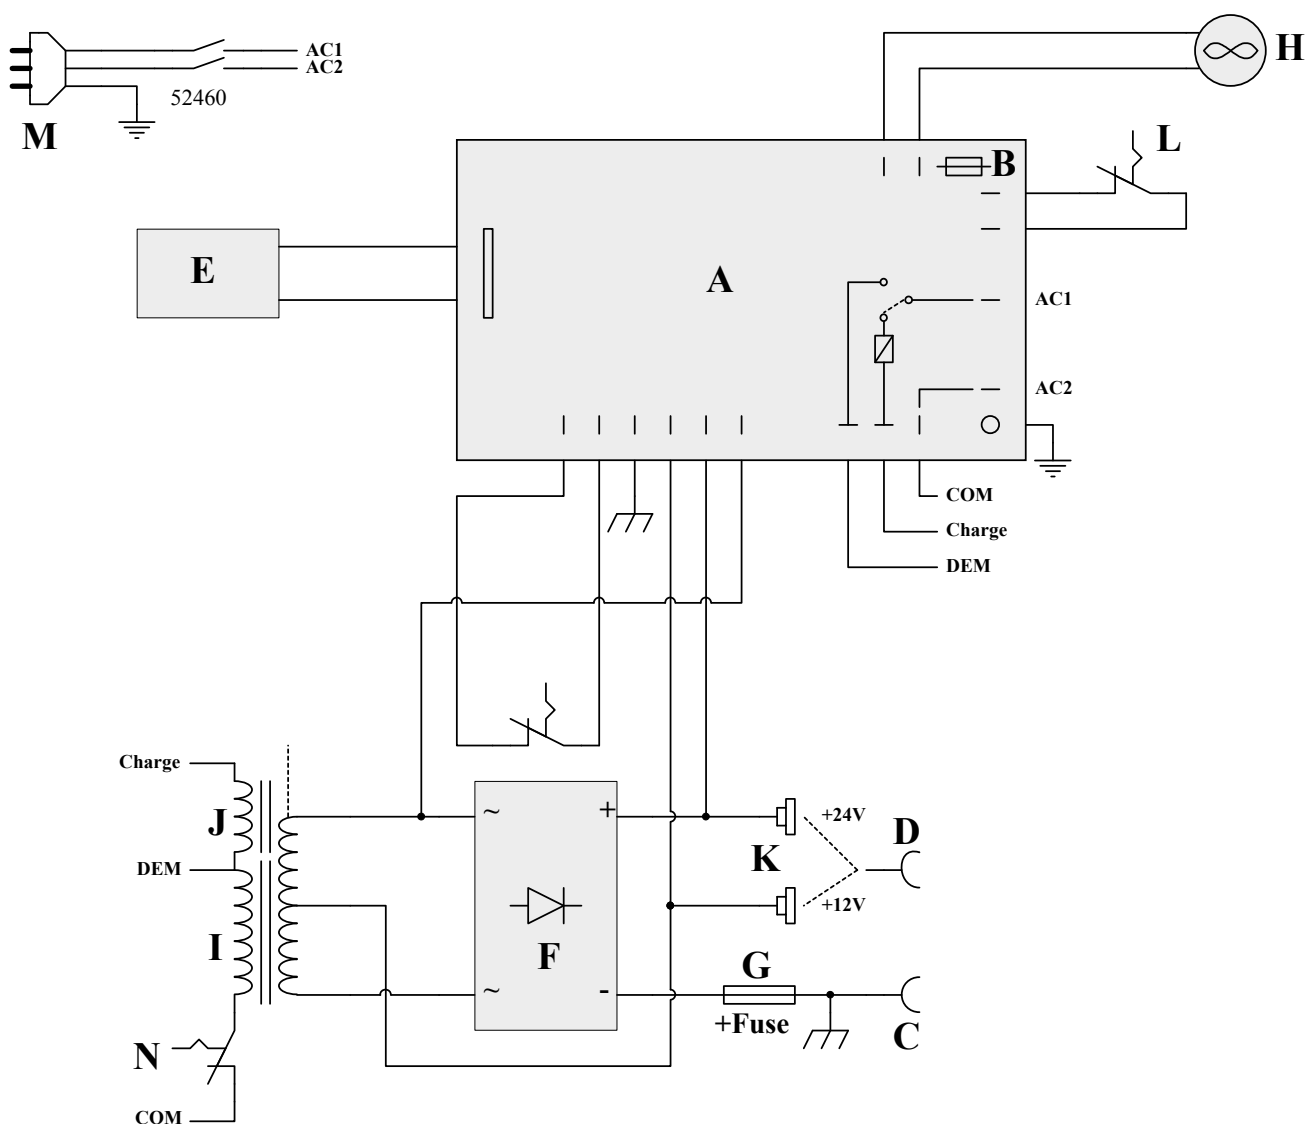 H
AC1
AC2
52460
M
L
B
E
A
AC1
AC2
COM
Charge
DEM
Charge
J
~
+
+24V
D
K
DEM
+12V
I
F
G
~
-
+Fuse
C
N
COM